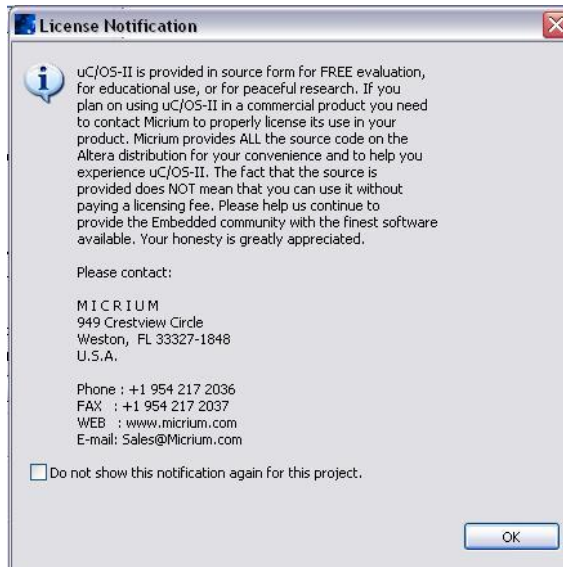 License Notification
uC/OS-II is provided in source form for FREE evaluation,
for educational use, or for peaceful research. If you
plan on using uC/OS-II in a commercial product you need
to contact Micrium to properly license its use in your
product. Micrium provides ALL the source code on the
Altera distribution for your convenience and to help you
experience uC/OS-II. The fact that the source is
provided does NOT mean that you can use it without
paying a licensing fee. Please help us continue to
provide the Embedded community with the finest software
available. Your honesty is greatly appreciated.
Please contact:
M I C R I U M
949 Crestview Circle
Weston, FL 33327-1848
U.S.A.
Phone : +1 954 217 2036
FAX : +1 954 217 2037
WEB : www.micrium.com
E-mail: Sales@Micrium.com
Do not show this notification again for this project.
OK